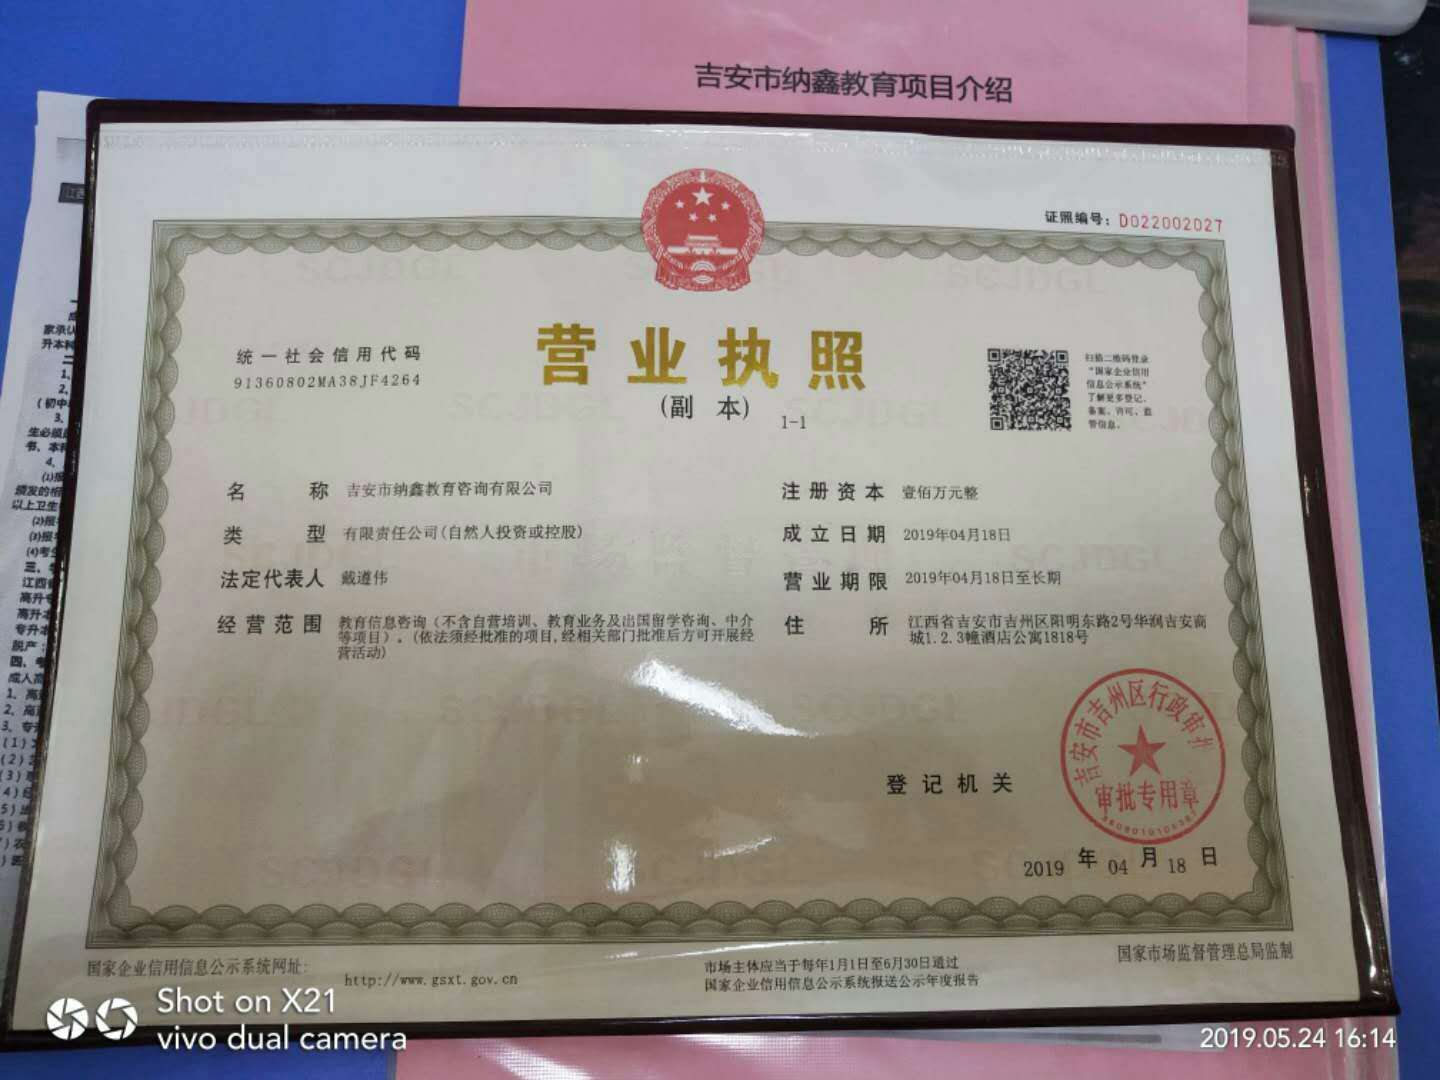 吉安市纳鑫教育项目介绍
证照编号：D022002027
统一社会信用代码
91360802MA38JF4264
营业执照
(副 本)
1-1
扫描二维码登录
“国家企业信用
信息公示系统”
了解更多登记、
备案、许可、监
管信息。
名 称 吉安市纳鑫教育咨询有限公司
类 型 有限责任公司(自然人投资或控股)
法定代表人 戴遵伟
经营范围 教育信息咨询（不含自营培训、教育业务及出国留学咨询、中介
等项目）。(依法须经批准的项目,经相关部门批准后方可开展经
营活动)
注册资本 壹佰万元整
成立日期 2019年04月18日
营业期限 2019年04月18日至长期
住 所 江西省吉安市吉州区阳明东路2号华润吉安商
城1.2.3幢酒店公寓1818号
登记机关
吉安市吉州区行政审
审批专用章
2019 年 04 月 18 日
国家企业信用信息公示系统网址:
http://www.gsxt.gov.cn
市场主体应当于每年1月1日至6月30日通过
国家企业信用信息公示系统报送公示年度报告
国家市场监督管理总局监制
Shot on X21
vivo dual camera
2019.05.24 16:14